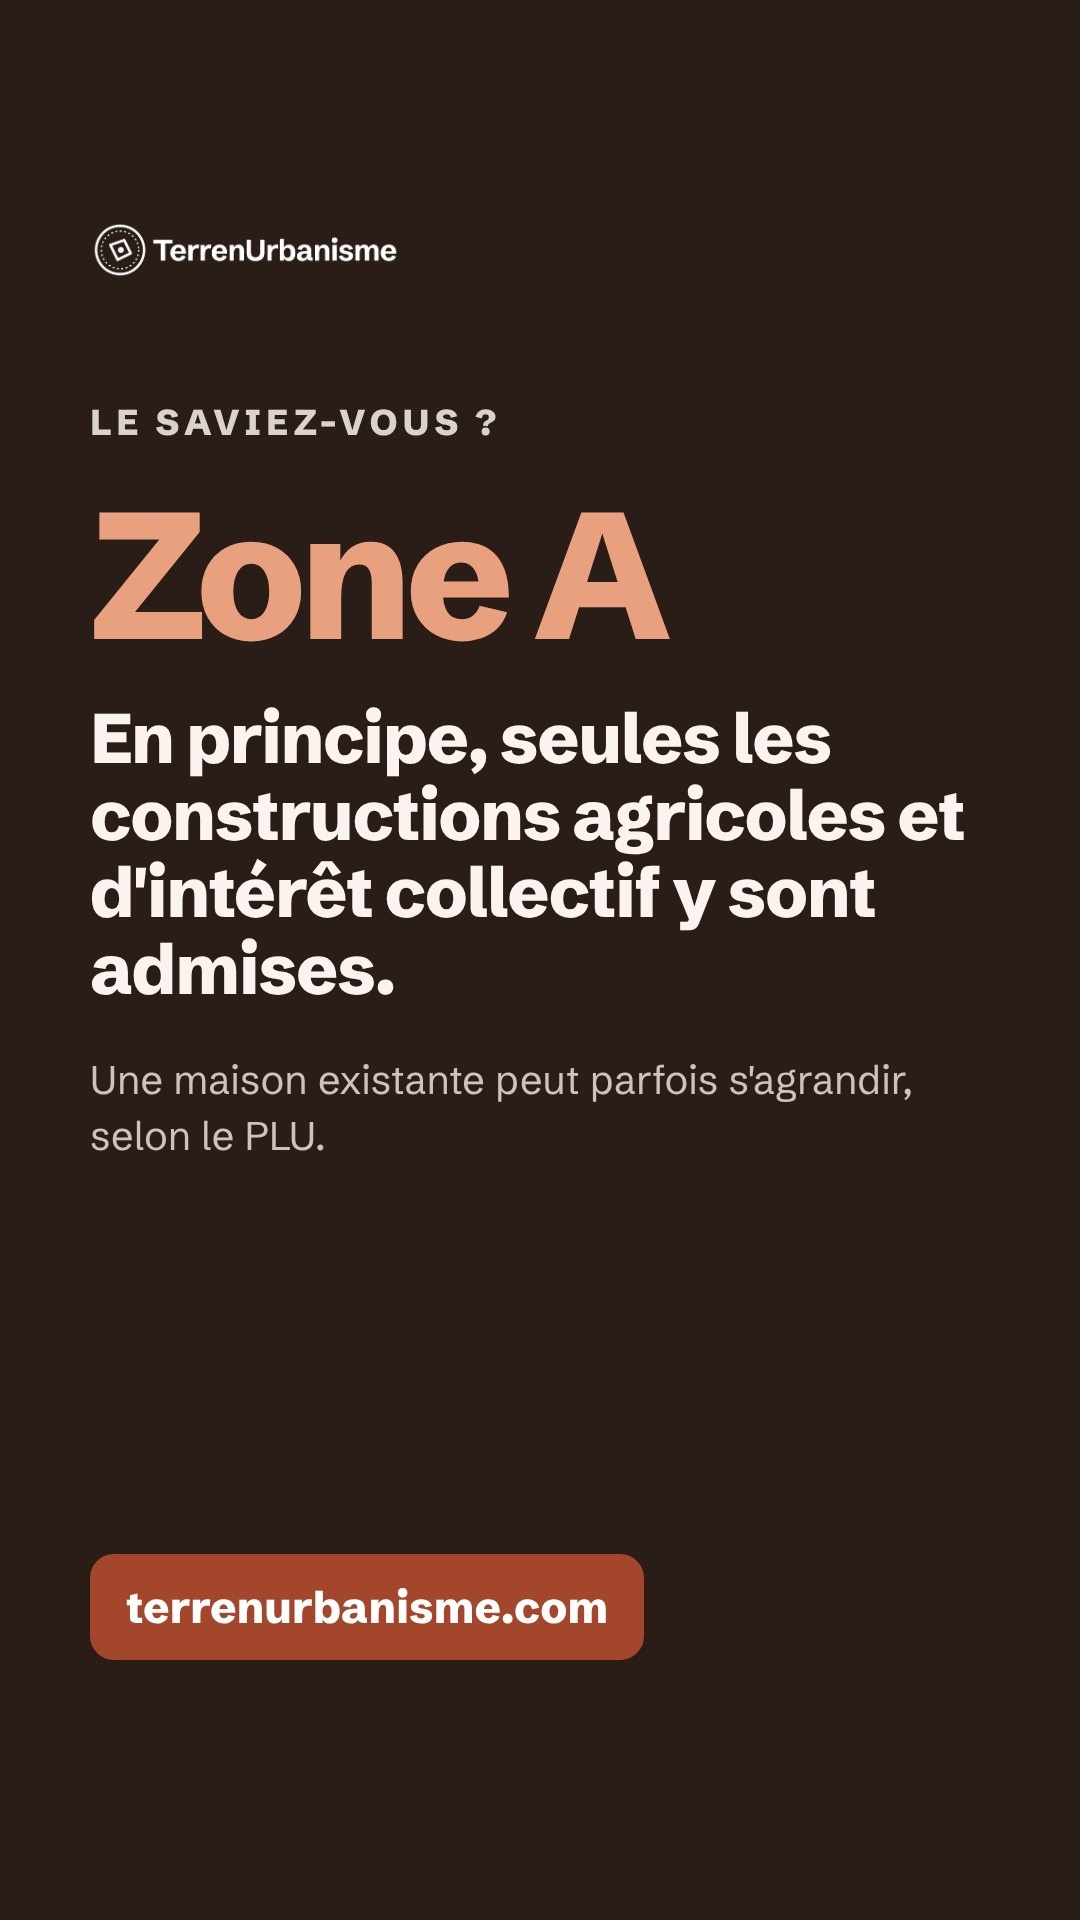 TerrenUrbanisme
LE SAVIEZ-VOUS ?
Zone A
En principe, seules les
constructions agricoles et
d'intérêt collectif y sont
admises.
Une maison existante peut parfois s'agrandir,
selon le PLU.
terrenurbanisme.com